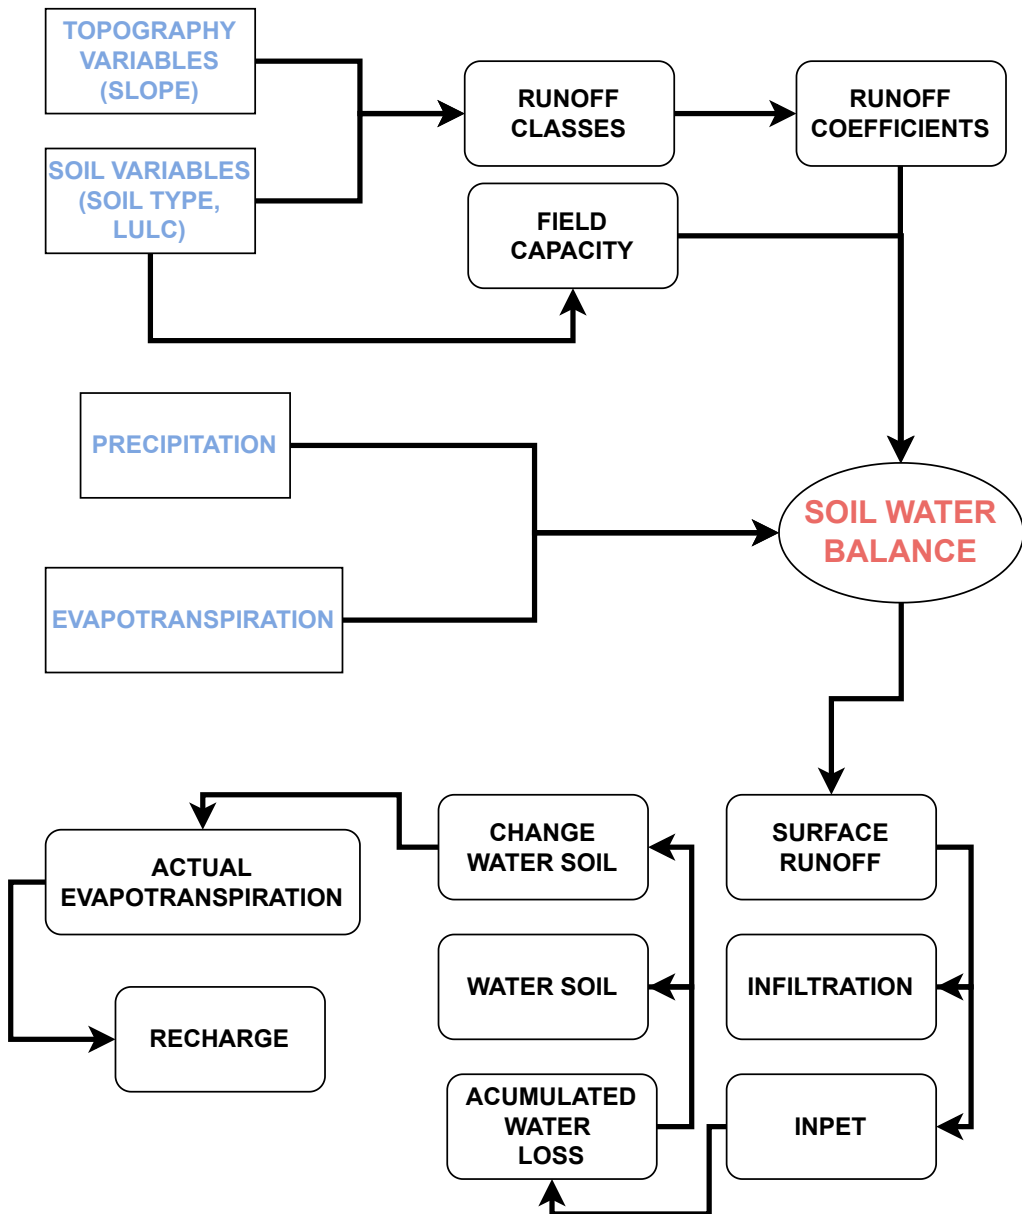 TOPOGRAPHY
VARIABLES
(SLOPE)
RUNOFF
CLASSES
RUNOFF
COEFFICIENTS
SOIL VARIABLES
(SOIL TYPE,
LULC)
FIELD
CAPACITY
PRECIPITATION
SOIL WATER
BALANCE
EVAPOTRANSPIRATION
CHANGE
WATER SOIL
SURFACE
RUNOFF
ACTUAL
EVAPOTRANSPIRATION
WATER SOIL
INFILTRATION
RECHARGE
ACUMULATED
WATER
LOSS
INPET